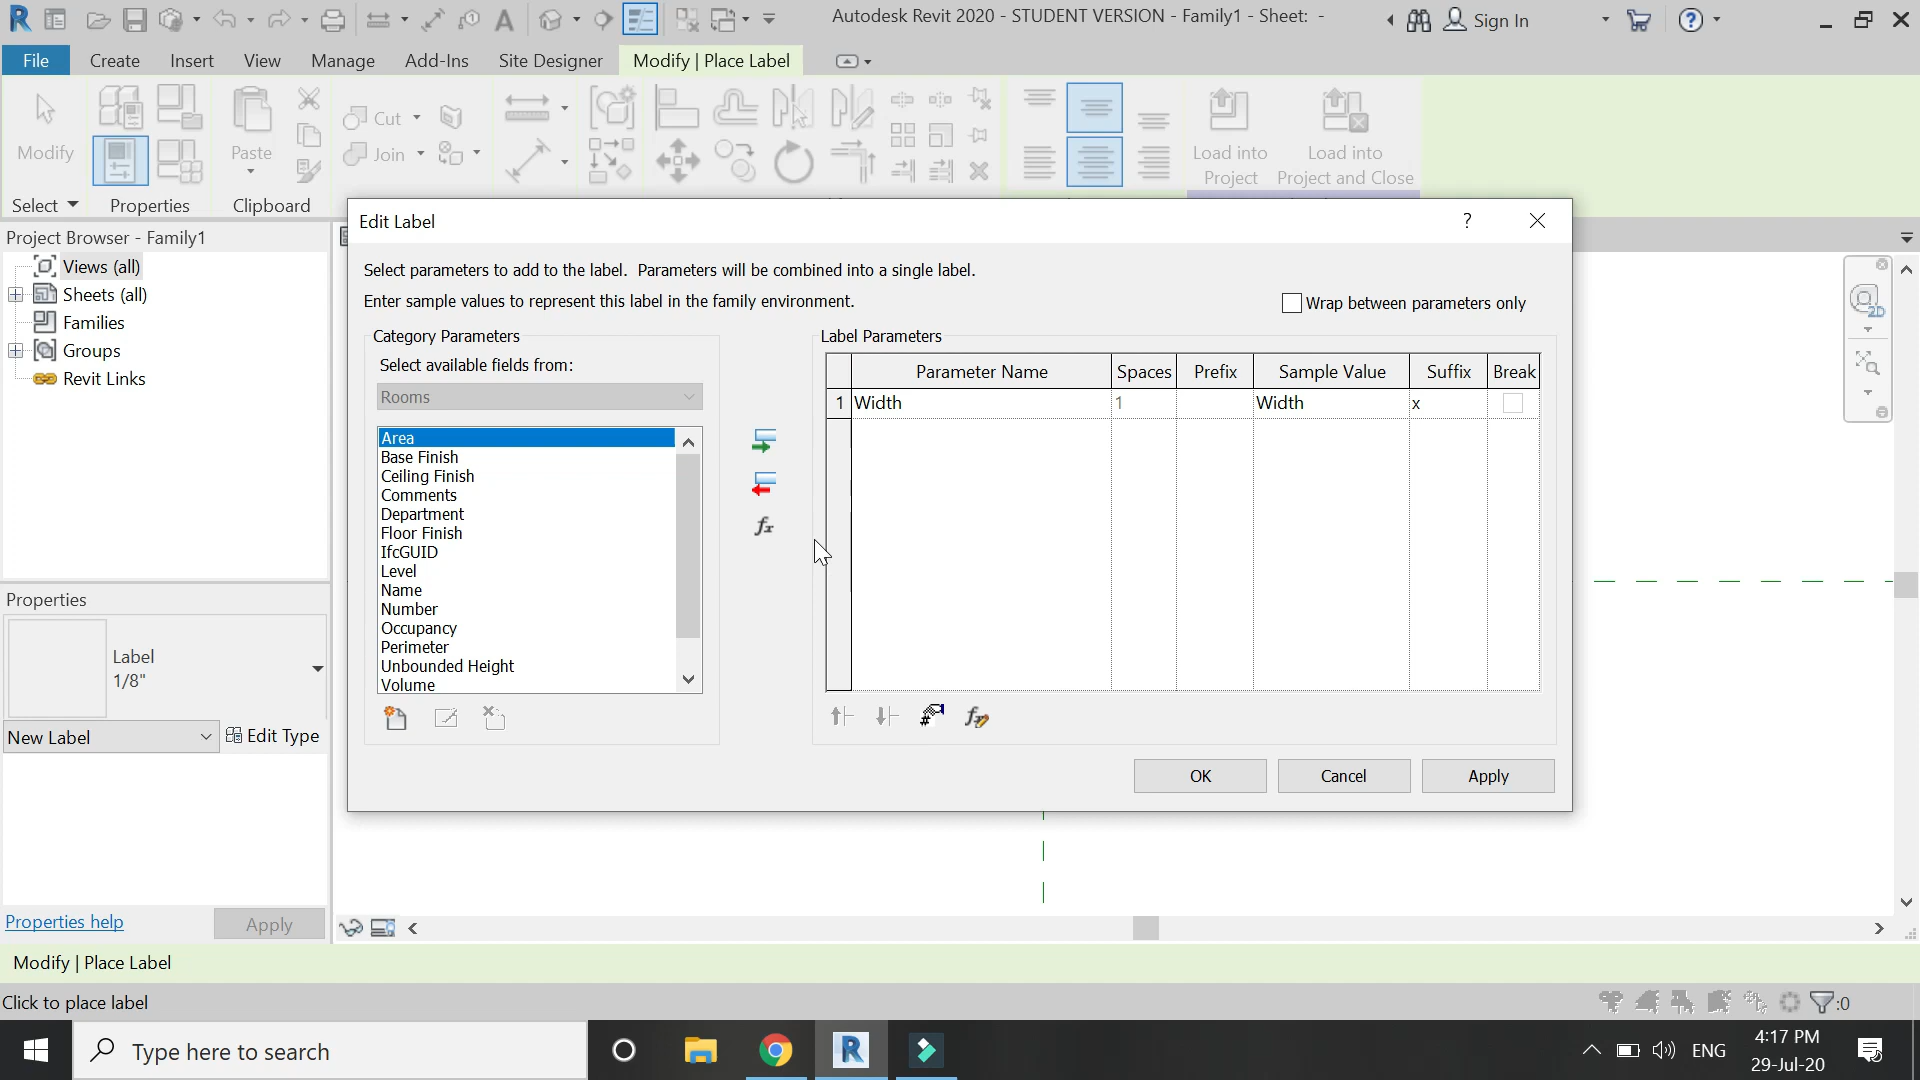 Autodesk Revit 2020 - STUDENT VERSION - Family1 - Sheet: -
Sign In
File
Create
Insert
View
Manage
Add-Ins
Site Designer
Modify | Place Label
Modify
Paste
Cut
Join
Load into
Project
Load into
Project and Close
Select
Properties
Clipboard
Project Browser - Family1
Views (all)
Sheets (all)
Families
Groups
Revit Links
Properties
Label
1/8"
New Label
Edit Type
Properties help
Apply
Edit Label
?
Select parameters to add to the label. Parameters will be combined into a single label.
Enter sample values to represent this label in the family environment.
Wrap between parameters only
Category Parameters
Select available fields from:
Rooms
Area
Base Finish
Ceiling Finish
Comments
Department
Floor Finish
IfcGUID
Level
Name
Number
Occupancy
Perimeter
Unbounded Height
Volume
fx
Label Parameters
Parameter Name Spaces Prefix Sample Value Suffix Break
1 Width 1 Width x
OK
Cancel
Apply
2D
Modify | Place Label
Click to place label
:0
Type here to search
ENG
4:17 PM
29-Jul-20